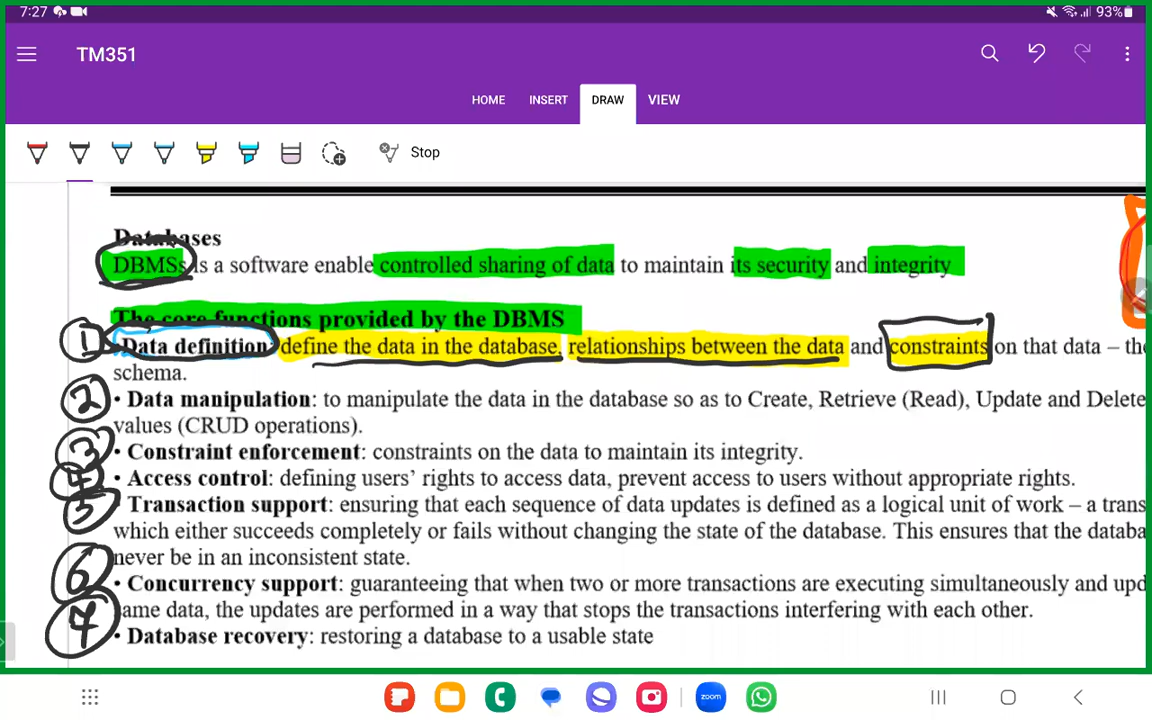 7:27 93%
TM351
HOME INSERT DRAW VIEW
Stop
Databases
DBMSs is a software enable controlled sharing of data to maintain its security and integrity
The core functions provided by the DBMS
1 Data definition: define the data in the database, relationships between the data and constraints on that data – the
schema.
2 • Data manipulation: to manipulate the data in the database so as to Create, Retrieve (Read), Update and Delete
values (CRUD operations).
3 • Constraint enforcement: constraints on the data to maintain its integrity.
4 • Access control: defining users' rights to access data, prevent access to users without appropriate rights.
5 • Transaction support: ensuring that each sequence of data updates is defined as a logical unit of work – a trans
which either succeeds completely or fails without changing the state of the database. This ensures that the databa
never be in an inconsistent state.
6 • Concurrency support: guaranteeing that when two or more transactions are executing simultaneously and upd
same data, the updates are performed in a way that stops the transactions interfering with each other.
7 • Database recovery: restoring a database to a usable state
zoom